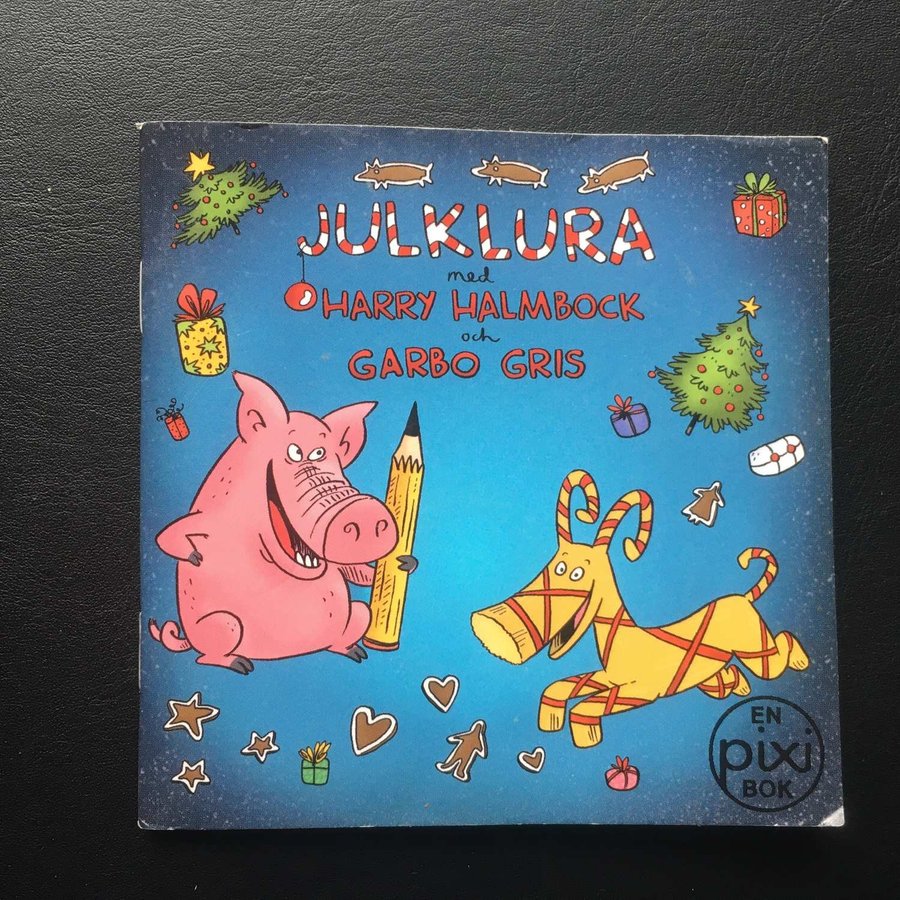 JULKLURA
med
HARRY HALMBOCK
och
GARBO GRIS
EN
pixi
BOK